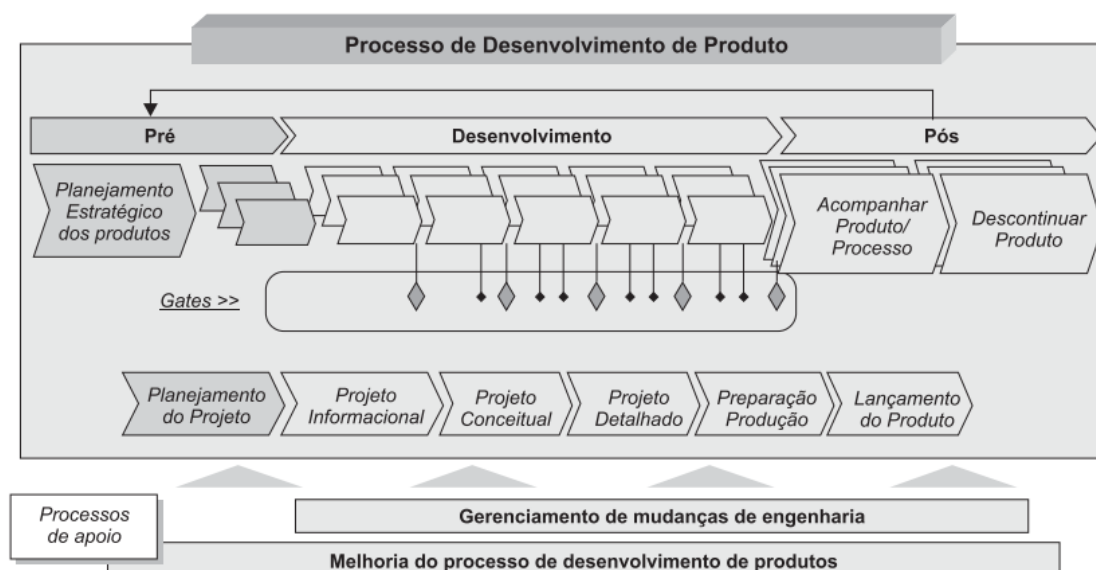 Processo de Desenvolvimento de Produto
Pré
Desenvolvimento
Pós
Planejamento
Estratégico
dos produtos
Acompanhar
Produto/
Processo
Descontinuar
Produto
Gates >>
Planejamento
do Projeto
Projeto
Informacional
Projeto
Conceitual
Projeto
Detalhado
Preparação
Produção
Lançamento
do Produto
Processos
de apoio
Gerenciamento de mudanças de engenharia
Melhoria do processo de desenvolvimento de produtos